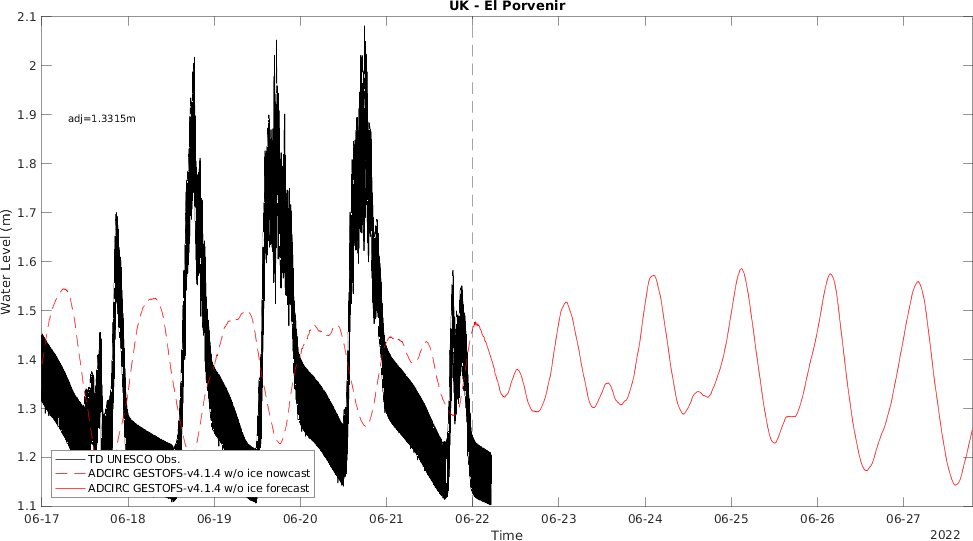 UK - El Porvenir
2.1
2
1.9
1.8
1.7
1.6
1.5
1.4
1.3
1.2
1.1
Water Level (m)
adj=1.3315m
TD UNESCO Obs.
ADCIRC GESTOFS-v4.1.4 w/o ice nowcast
ADCIRC GESTOFS-v4.1.4 w/o ice forecast
06-17 06-18 06-19 06-20 06-21 06-22 06-23 06-24 06-25 06-26 06-27
Time
2022